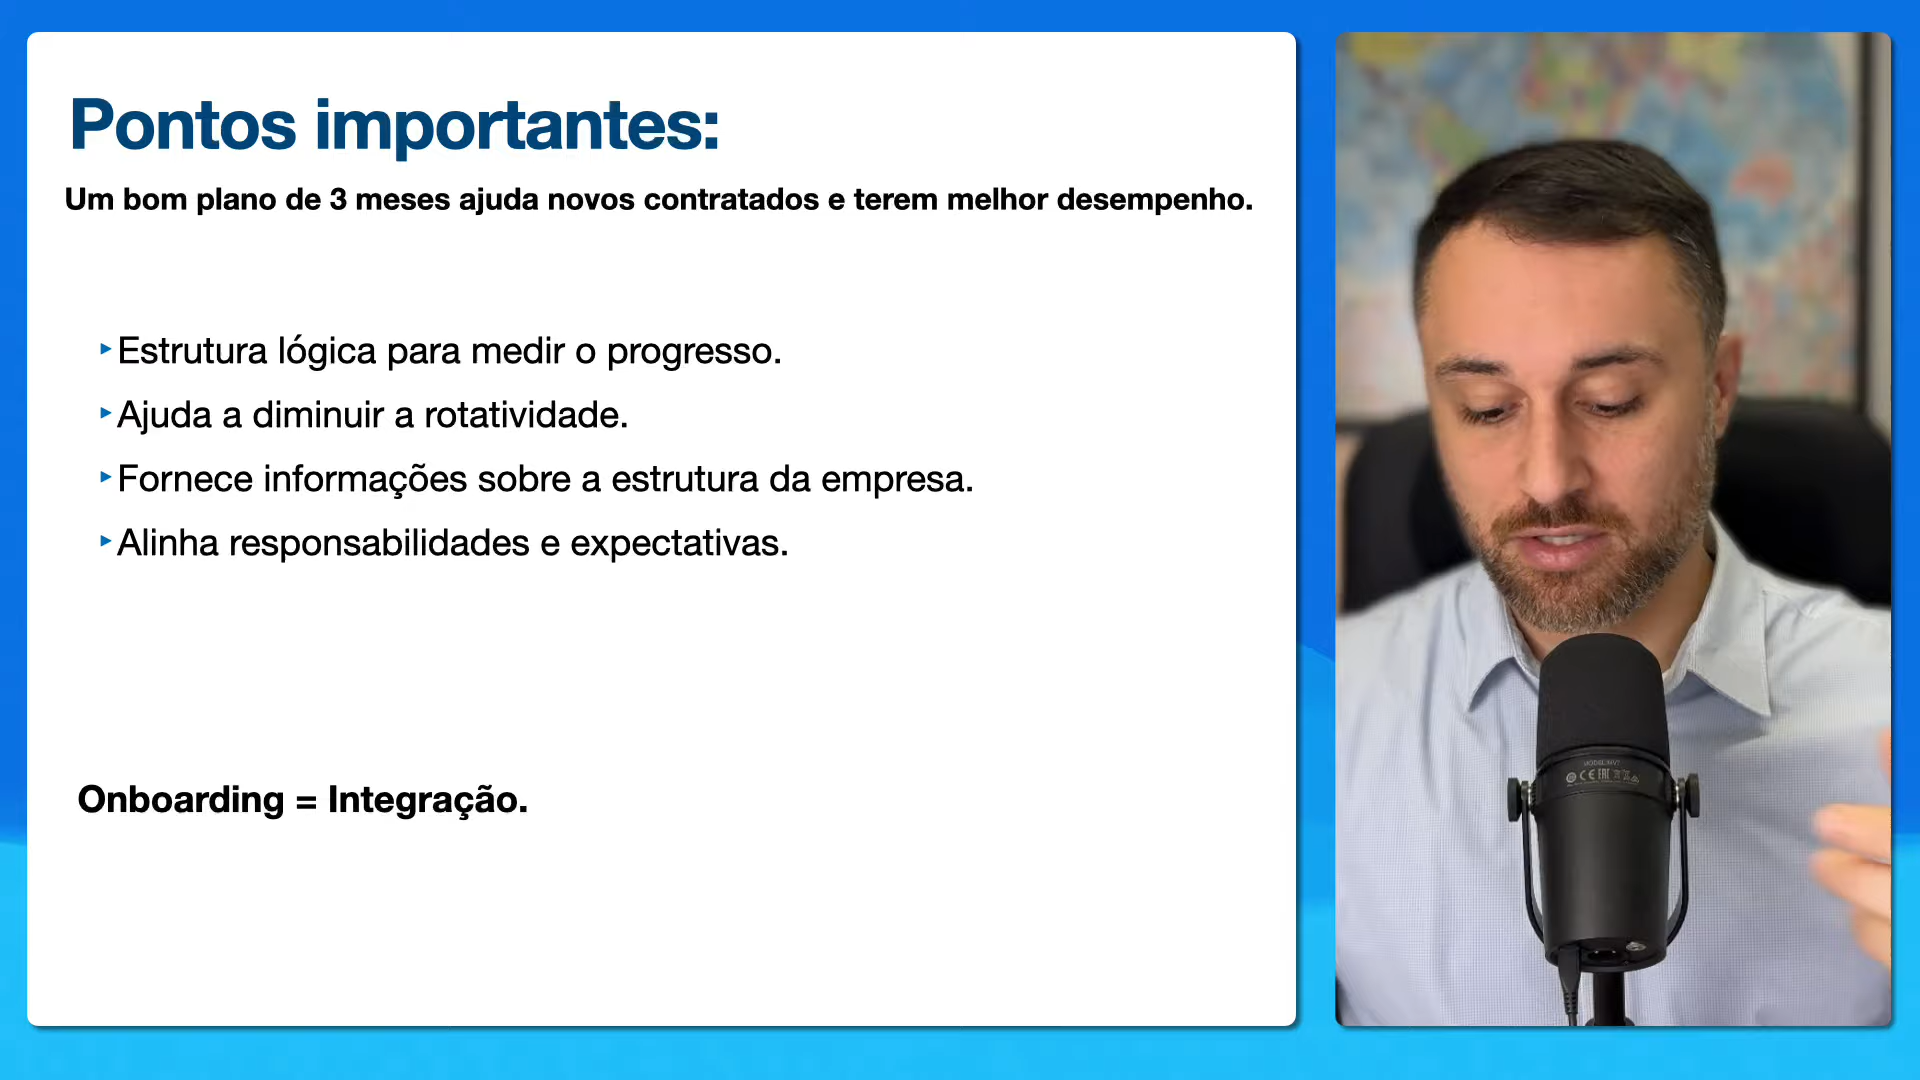 Pontos importantes:
Um bom plano de 3 meses ajuda novos contratados e terem melhor desempenho.
Estrutura lógica para medir o progresso.
Ajuda a diminuir a rotatividade.
Fornece informações sobre a estrutura da empresa.
Alinha responsabilidades e expectativas.
Onboarding = Integração.